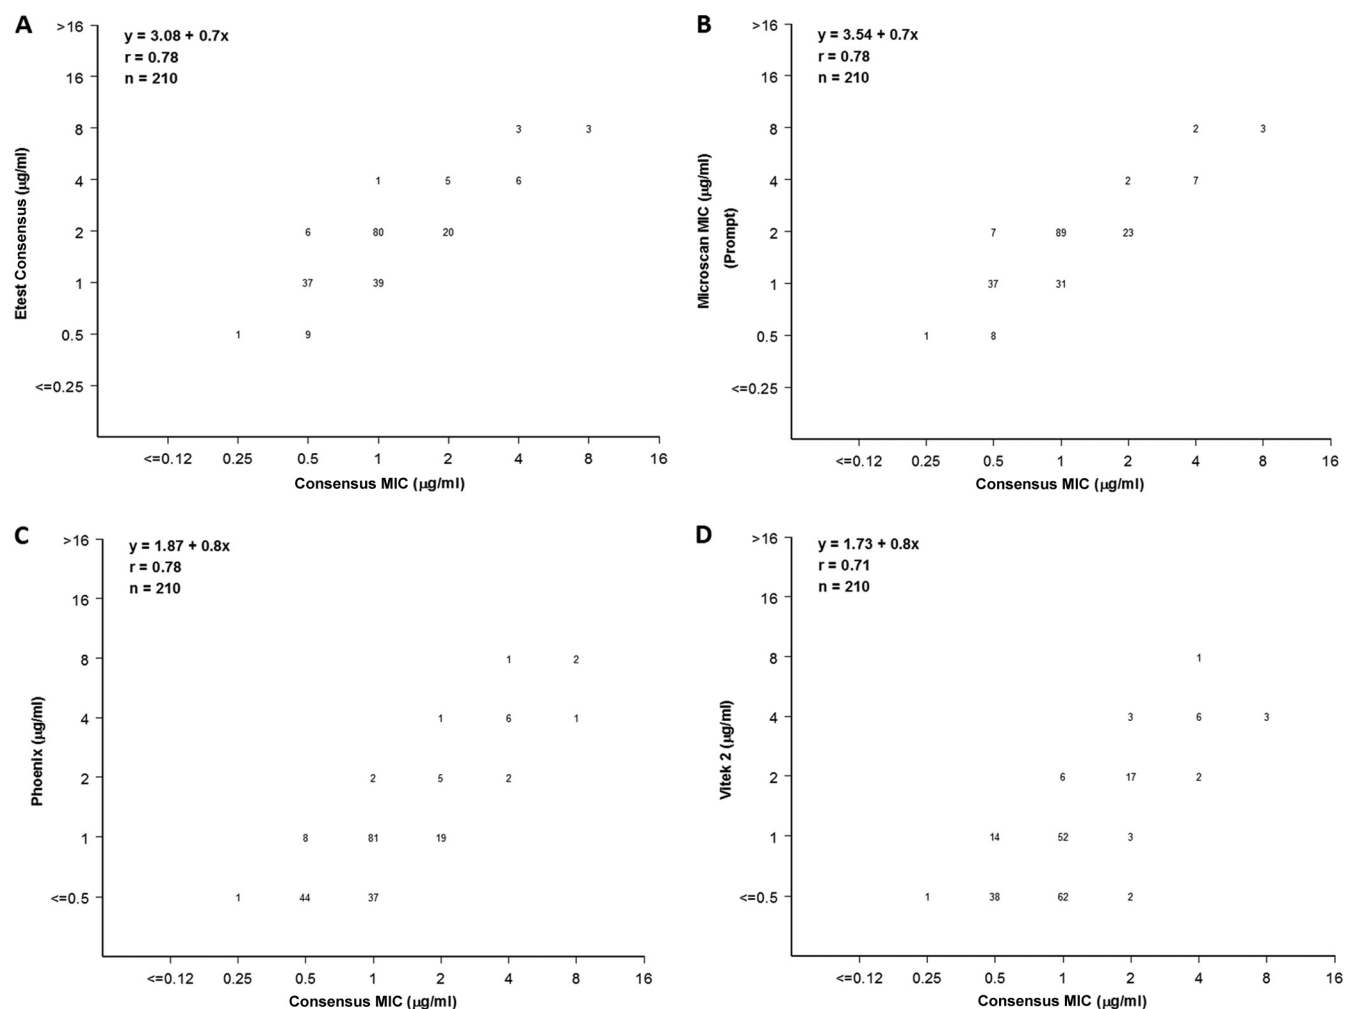 A
y = 3.08 + 0.7x
r = 0.78
n = 210
Etest Consensus (µg/ml)
>16
16
8
4
2
1
0.5
<=0.25
3 3
1 5 6
6 80 20
37 39
1 9
<=0.12 0.25 0.5 1 2 4 8 16
Consensus MIC (µg/ml)
B
y = 3.54 + 0.7x
r = 0.78
n = 210
Microscan MIC (µg/ml)
(Prompt)
>16
16
8
4
2
1
0.5
<=0.25
2 3
2 7
7 89 23
37 31
1 8
<=0.12 0.25 0.5 1 2 4 8 16
Consensus MIC (µg/ml)
C
y = 1.87 + 0.8x
r = 0.78
n = 210
Phoenix (µg/ml)
>16
16
8
4
2
1
<=0.5
1 2
1 6 1
2 5 2
8 81 19
1 44 37
<=0.12 0.25 0.5 1 2 4 8 16
Consensus MIC (µg/ml)
D
y = 1.73 + 0.8x
r = 0.71
n = 210
Vitek 2 (µg/ml)
>16
16
8
4
2
1
<=0.5
1
3 6 3
6 17 2
14 52 3
1 38 62 2
<=0.12 0.25 0.5 1 2 4 8 16
Consensus MIC (µg/ml)